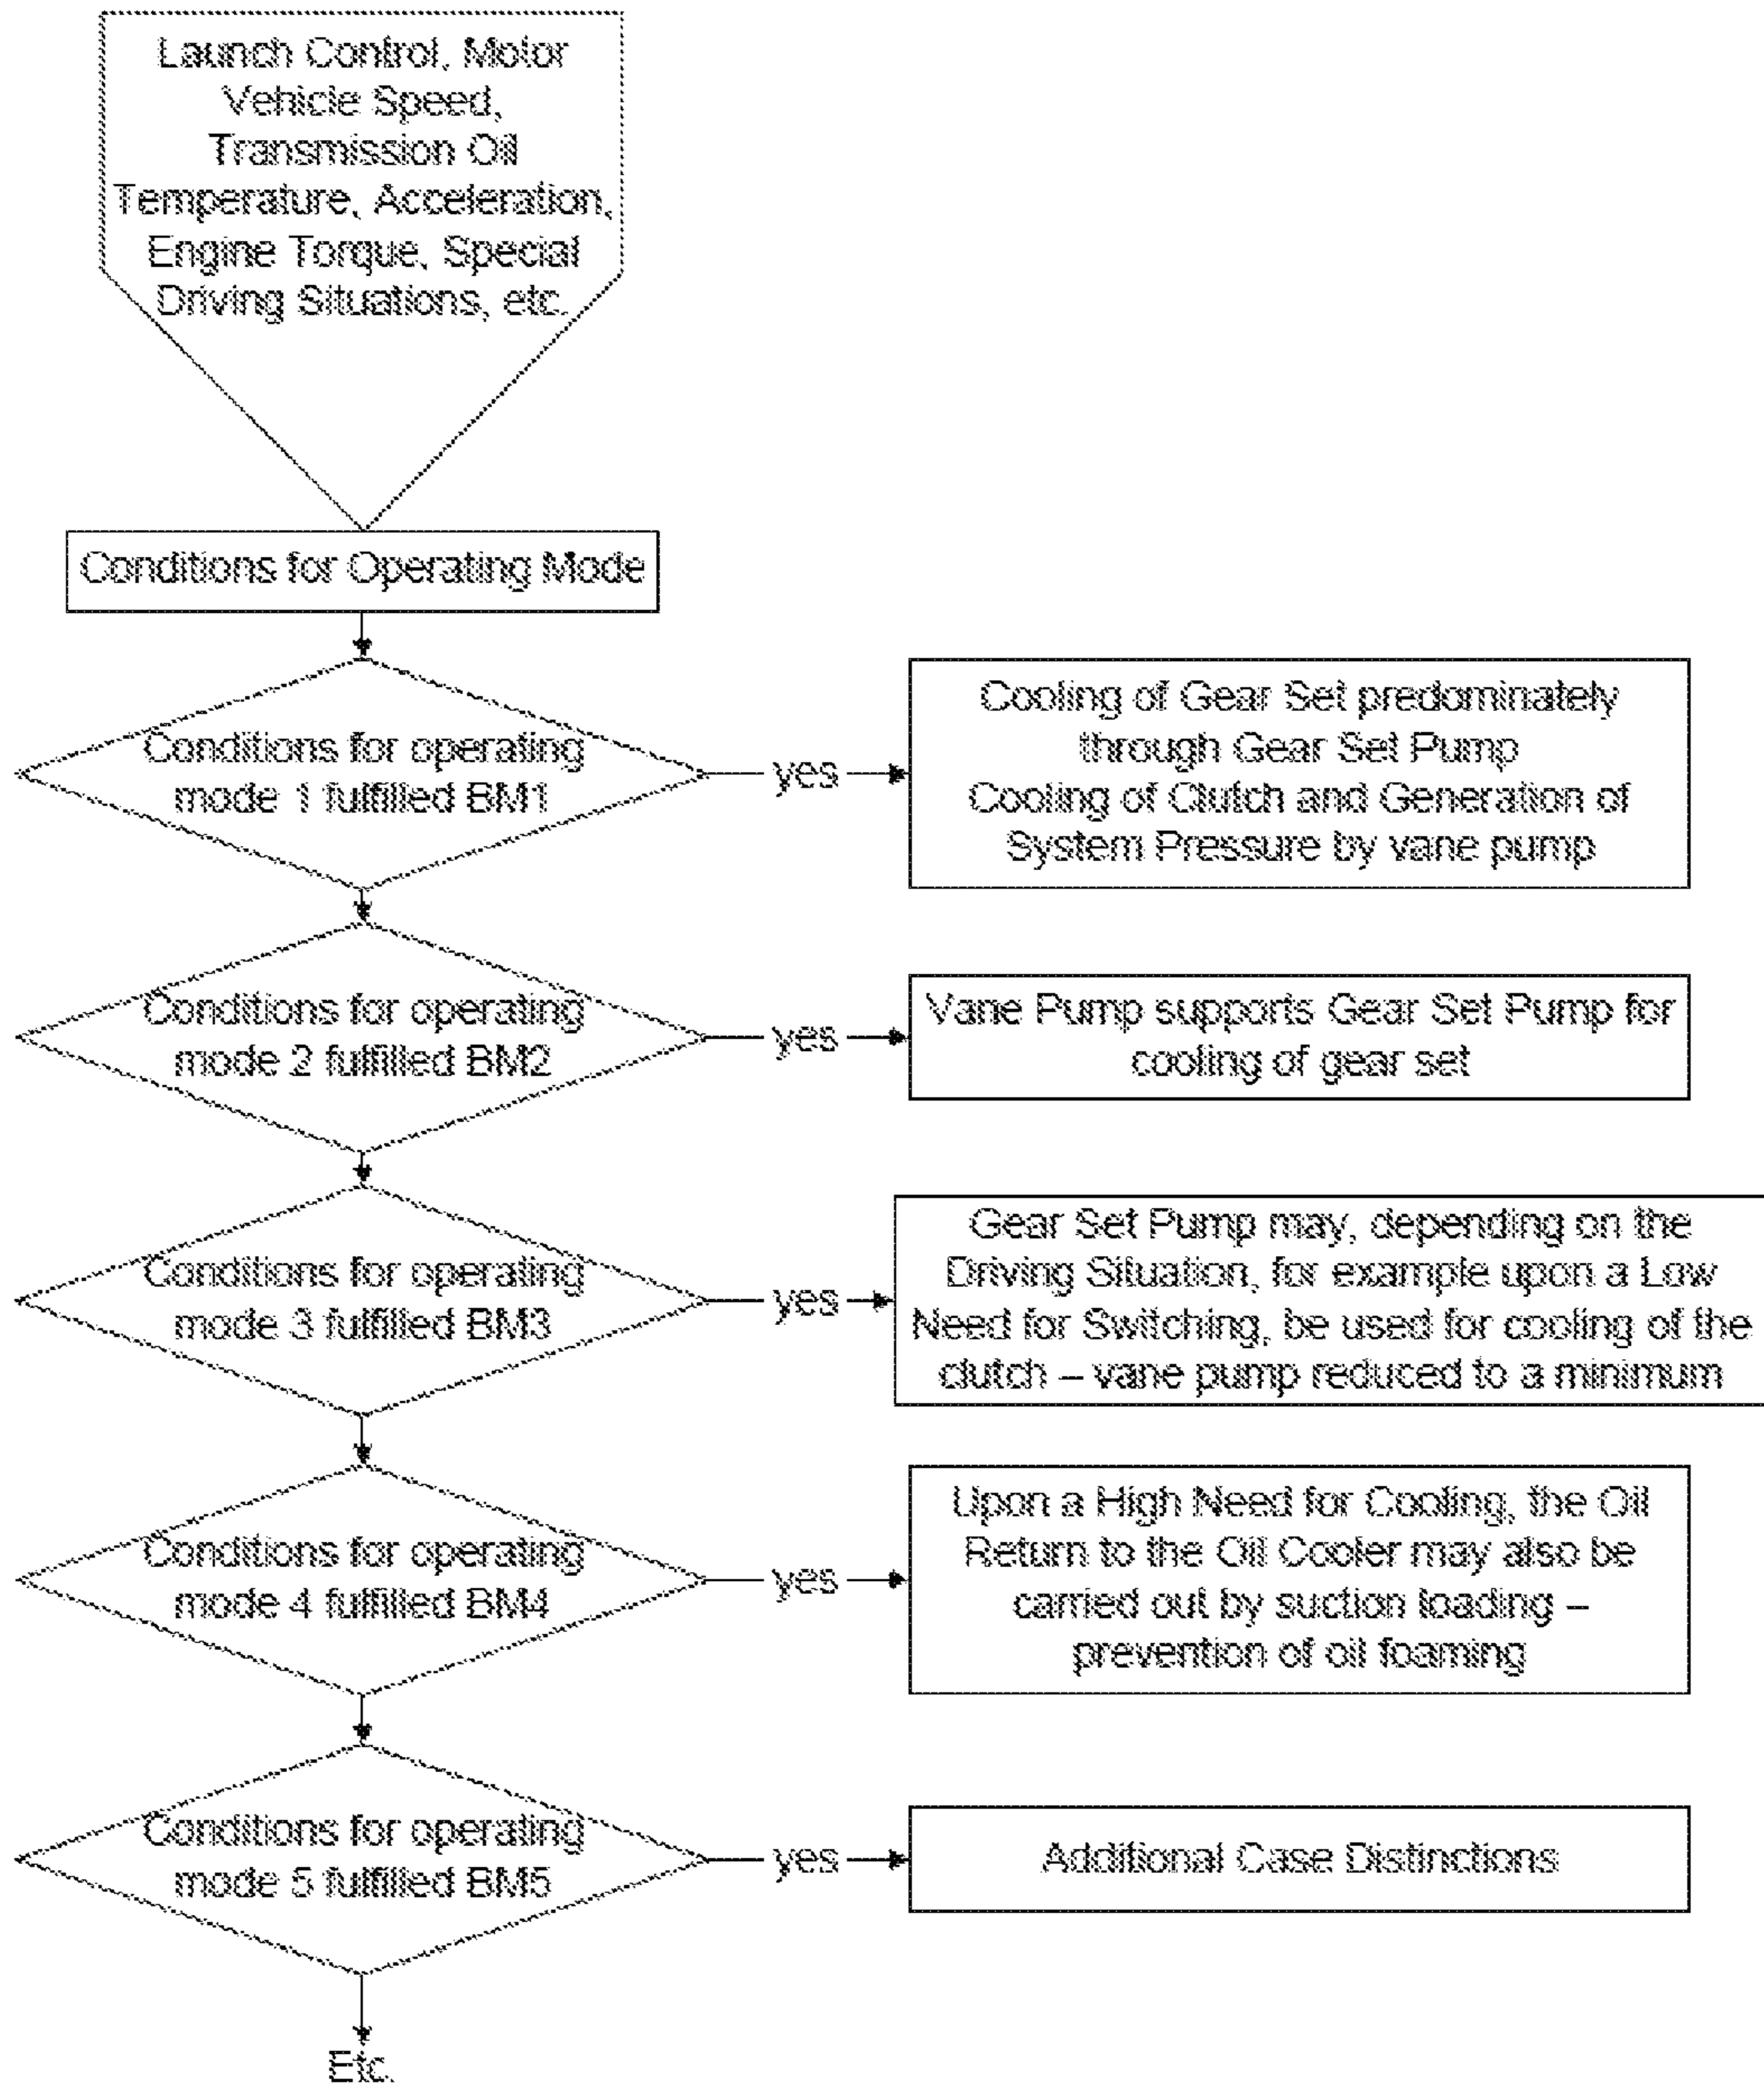 Launch Control, Motor
Vehicle Speed,
Transmission Oil
Temperature, Acceleration,
Engine Torque, Special
Driving Situations, etc.
Conditions for Operating Mode
Conditions for operating
mode 1 fulfilled BM1
yes
Cooling of Gear Set predominately
through Gear Set Pump
Cooling of Clutch and Generation of
System Pressure by vane pump
Conditions for operating
mode 2 fulfilled BM2
yes
Vane Pump supports Gear Set Pump for
cooling of gear set
Conditions for operating
mode 3 fulfilled BM3
yes
Gear Set Pump may, depending on the
Driving Situation, for example upon a Low
Need for Switching, be used for cooling of the
clutch – vane pump reduced to a minimum
Conditions for operating
mode 4 fulfilled BM4
yes
Upon a High Need for Cooling, the Oil
Return to the Oil Cooler may also be
carried out by suction loading –
prevention of oil foaming
Conditions for operating
mode 5 fulfilled BM5
yes
Additional Case Distinctions
Etc.